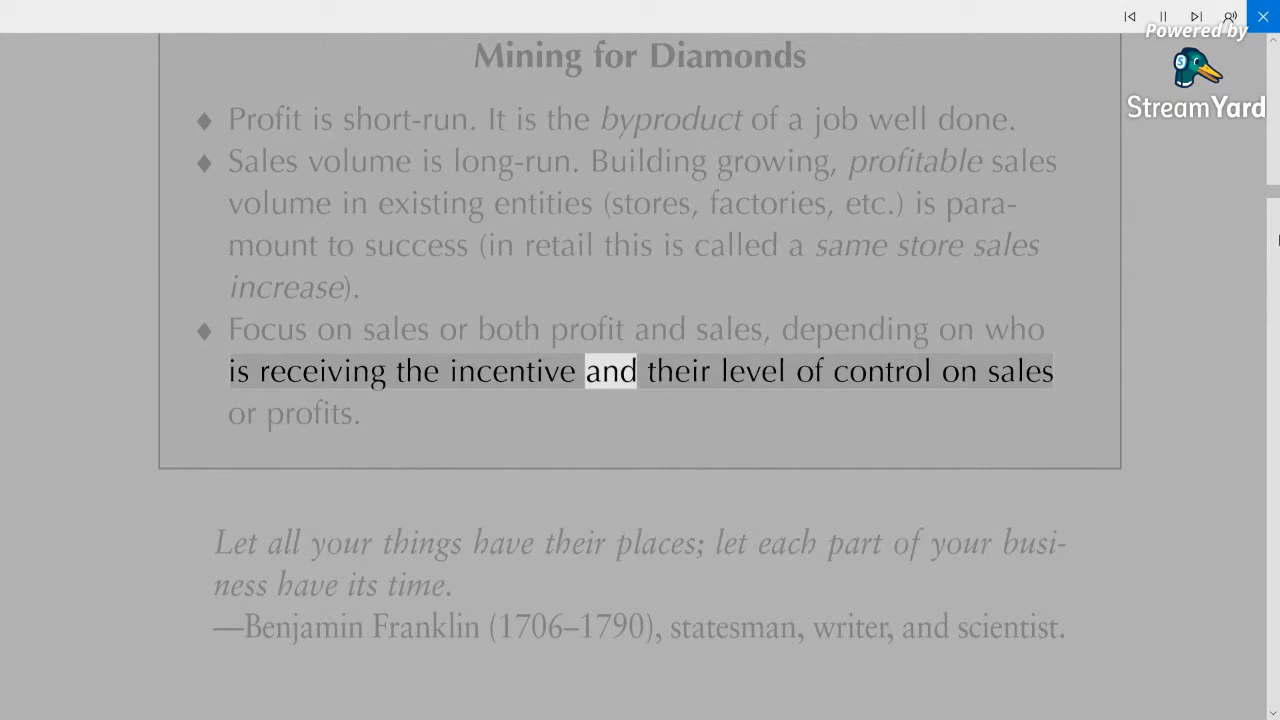 Powered by
StreamYard
Mining for Diamonds
♦ Profit is short-run. It is the byproduct of a job well done.
♦ Sales volume is long-run. Building growing, profitable sales
volume in existing entities (stores, factories, etc.) is para-
mount to success (in retail this is called a same store sales
increase).
♦ Focus on sales or both profit and sales, depending on who
is receiving the incentive and their level of control on sales
or profits.
Let all your things have their places; let each part of your busi-
ness have its time.
—Benjamin Franklin (1706–1790), statesman, writer, and scientist.